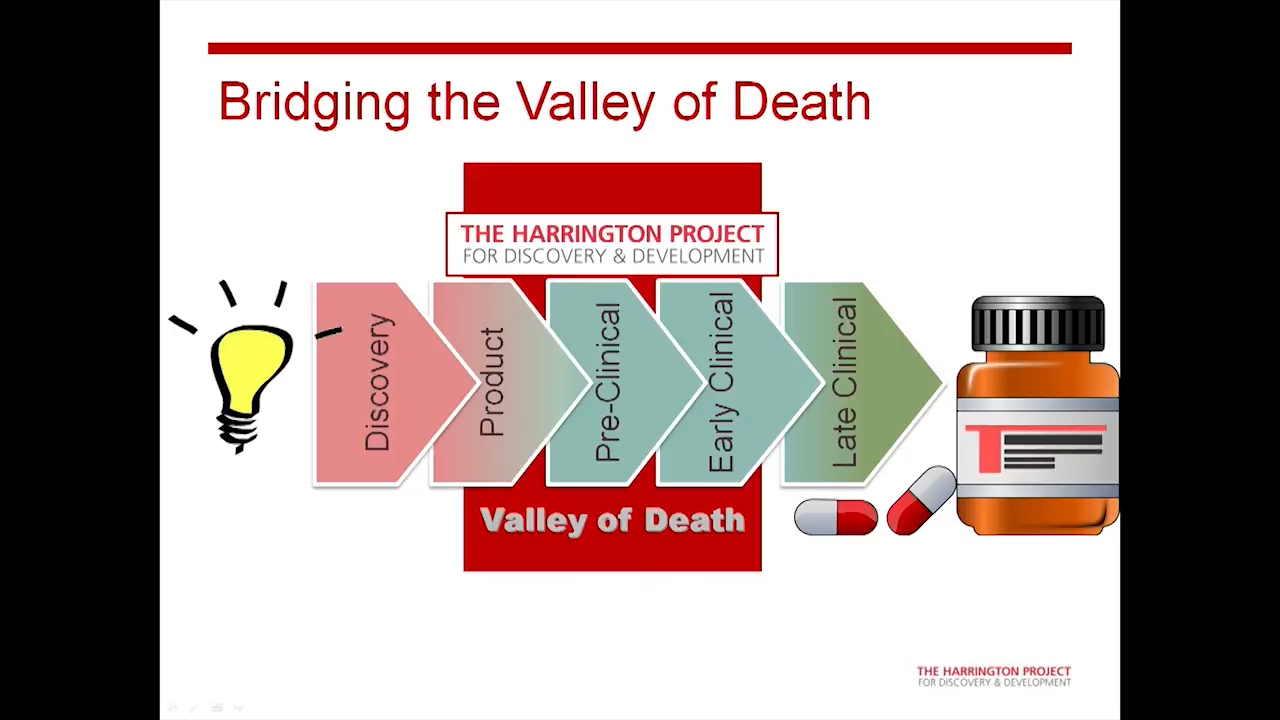 Bridging the Valley of Death
THE HARRINGTON PROJECT
FOR DISCOVERY & DEVELOPMENT
Discovery
Product
Pre-Clinical
Early Clinical
Late Clinical
Valley of Death
THE HARRINGTON PROJECT
FOR DISCOVERY & DEVELOPMENT